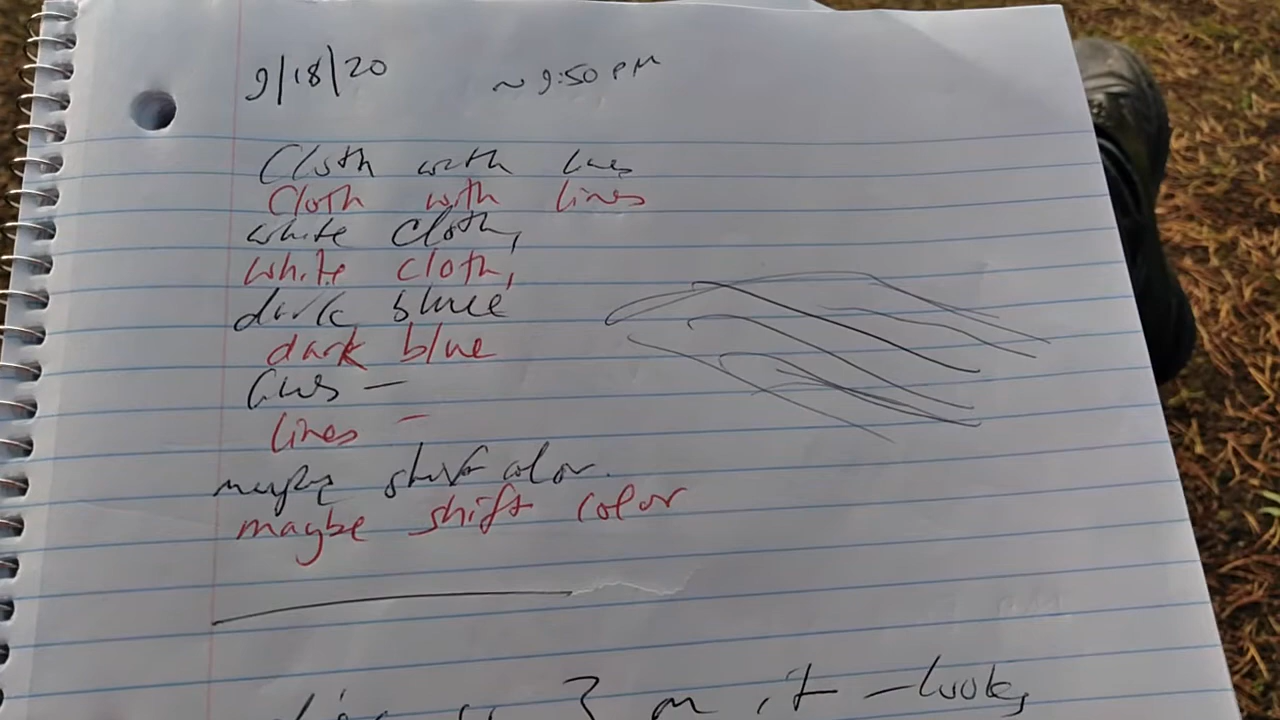 9/18/20 ~9:50 PM
Cloth with lines
Cloth with lines
white cloth,
white cloth,
dark blue
dark blue
lines -
lines -
maybe shift color.
maybe shift color
it - looks